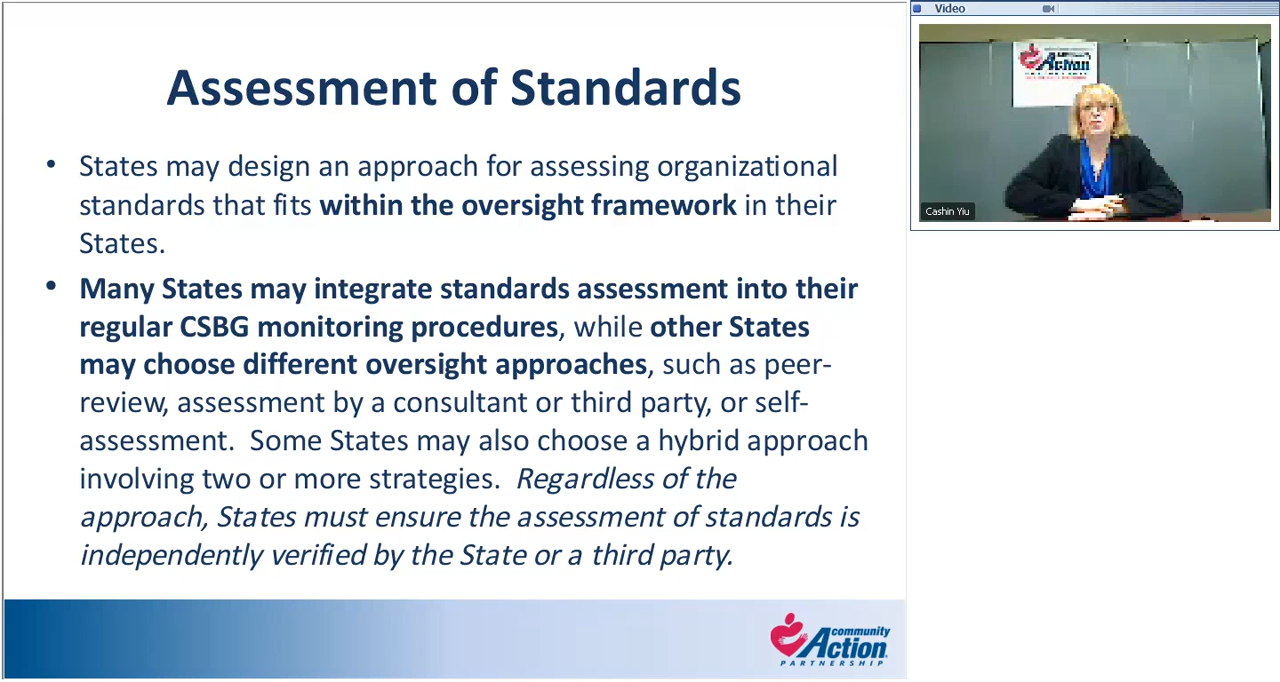 Assessment of Standards
• States may design an approach for assessing organizational
standards that fits within the oversight framework in their
States.
• Many States may integrate standards assessment into their
regular CSBG monitoring procedures, while other States
may choose different oversight approaches, such as peer-
review, assessment by a consultant or third party, or self-
assessment.  Some States may also choose a hybrid approach
involving two or more strategies.  Regardless of the
approach, States must ensure the assessment of standards is
independently verified by the State or a third party.
community
Action
PARTNERSHIP
Video
Action
Cashin Yiu